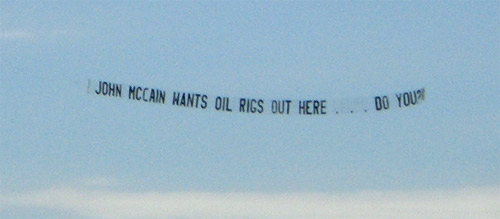 JOHN MCCAIN WANTS OIL RIGS OUT HERE .... DO YOU?